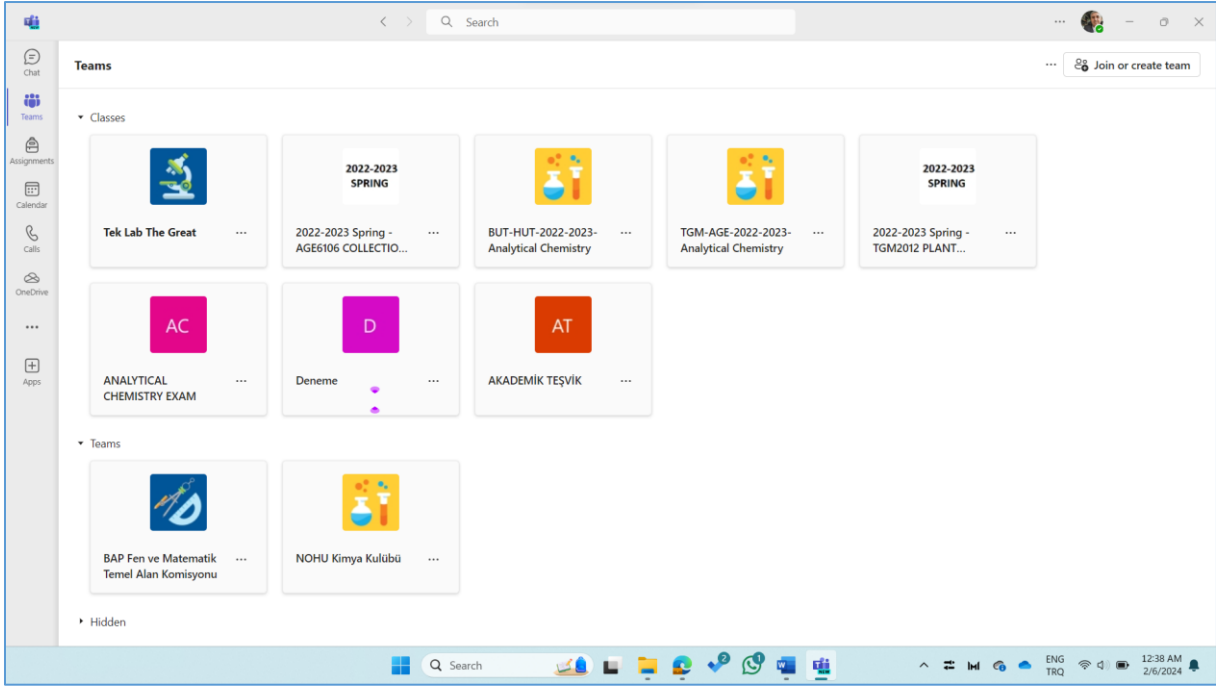 Search
Chat
Teams
Assignments
Calendar
Calls
OneDrive
Apps
Teams
Join or create team
Classes
Tek Lab The Great
2022-2023
SPRING
2022-2023 Spring -
AGE6106 COLLECTIO...
BUT-HUT-2022-2023-
Analytical Chemistry
TGM-AGE-2022-2023-
Analytical Chemistry
2022-2023
SPRING
2022-2023 Spring -
TGM2012 PLANT...
AC
ANALYTICAL
CHEMISTRY EXAM
D
Deneme
AT
AKADEMİK TEŞVİK
Teams
BAP Fen ve Matematik
Temel Alan Komisyonu
NOHU Kimya Kulübü
Hidden
Search
2
1
ENG
TRQ
12:38 AM
2/6/2024